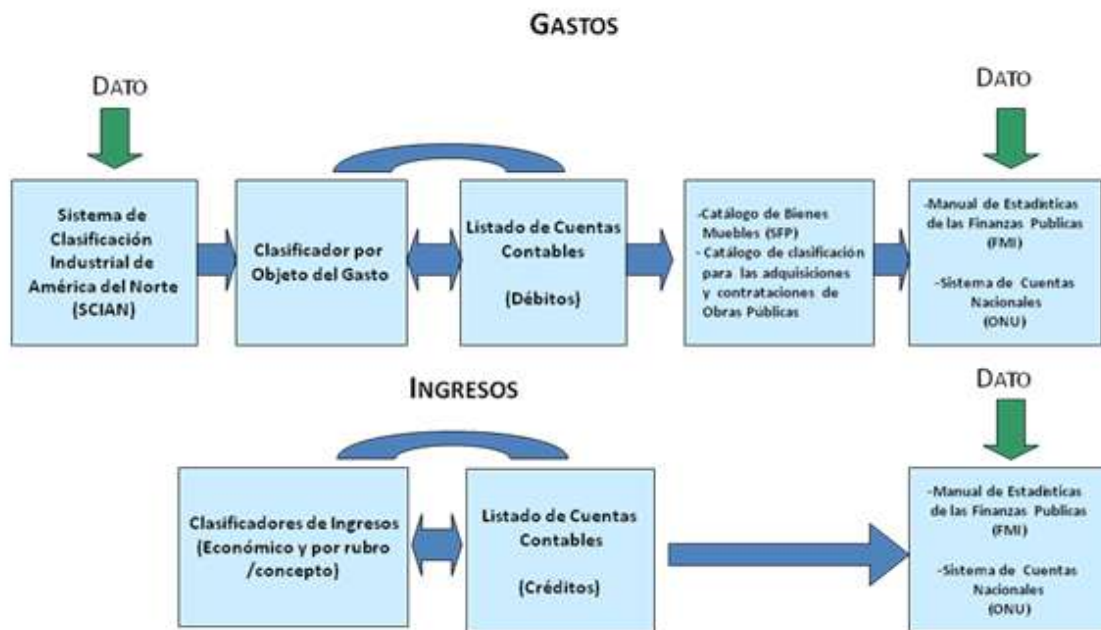 GASTOS
DATO
DATO
Sistema de
Clasificación
Industrial de
América del Norte
(SCIAN)
Clasificador por
Objeto del Gasto
Listado de Cuentas
Contables
(Débitos)
-Catálogo de Bienes
Muebles (SFP)
- Catálogo de clasificación
para las adquisiciones
y contrataciones de
Obras Públicas
-Manual de Estadísticas
de las Finanzas Publicas
(FMI)
-Sistema de Cuentas
Nacionales
(ONU)
INGRESOS
DATO
Clasificadores de Ingresos
(Económico y por rubro
/concepto)
Listado de Cuentas
Contables
(Créditos)
-Manual de Estadísticas
de las Finanzas Publicas
(FMI)
-Sistema de Cuentas
Nacionales
(ONU)